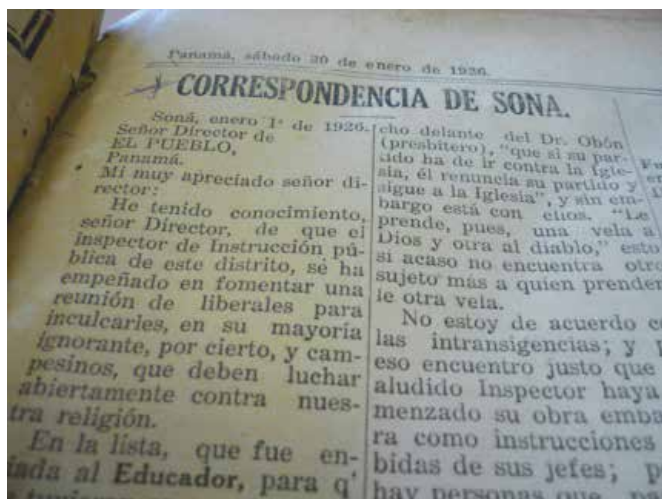 Panamá, sábado 20 de enero de 1926.
CORRESPONDENCIA DE SONA.
Soná, enero 1º de 1926.
Señor Director de
EL PUEBLO,
Panamá.
Mi muy apreciado señor di-
rector:
He tenido conocimiento,
señor Director, de que el
inspector de Instrucción pú-
blica de este distrito, sé ha
empeñado en fomentar una
reunión de liberales para
inculcarles, en su mayoría
ignorante, por cierto, y cam-
pesinos, que deben luchar
abiertamente contra nues-
tra religión.
En la lista, que fue en-
iada al Educador, para q'
cho delante del Dr. Obón
(presbitero), "que si su par-
tido ha de ir contra la Igle-
sia, él renuncia su partido y
sigue a la Iglesia", y sin em-
bargo está con ellos. "Le
prende, pues, una vela a
Dios y otra al diablo," esto
si acaso no encuentra otro
sujeto más a quien prender
le otra vela.
No estoy de acuerdo c
las intransigencias; y p
eso encuentro justo que
aludido Inspector haya
menzado su obra emba
ra como instrucciones
bidas de sus jefes; p
hay personas